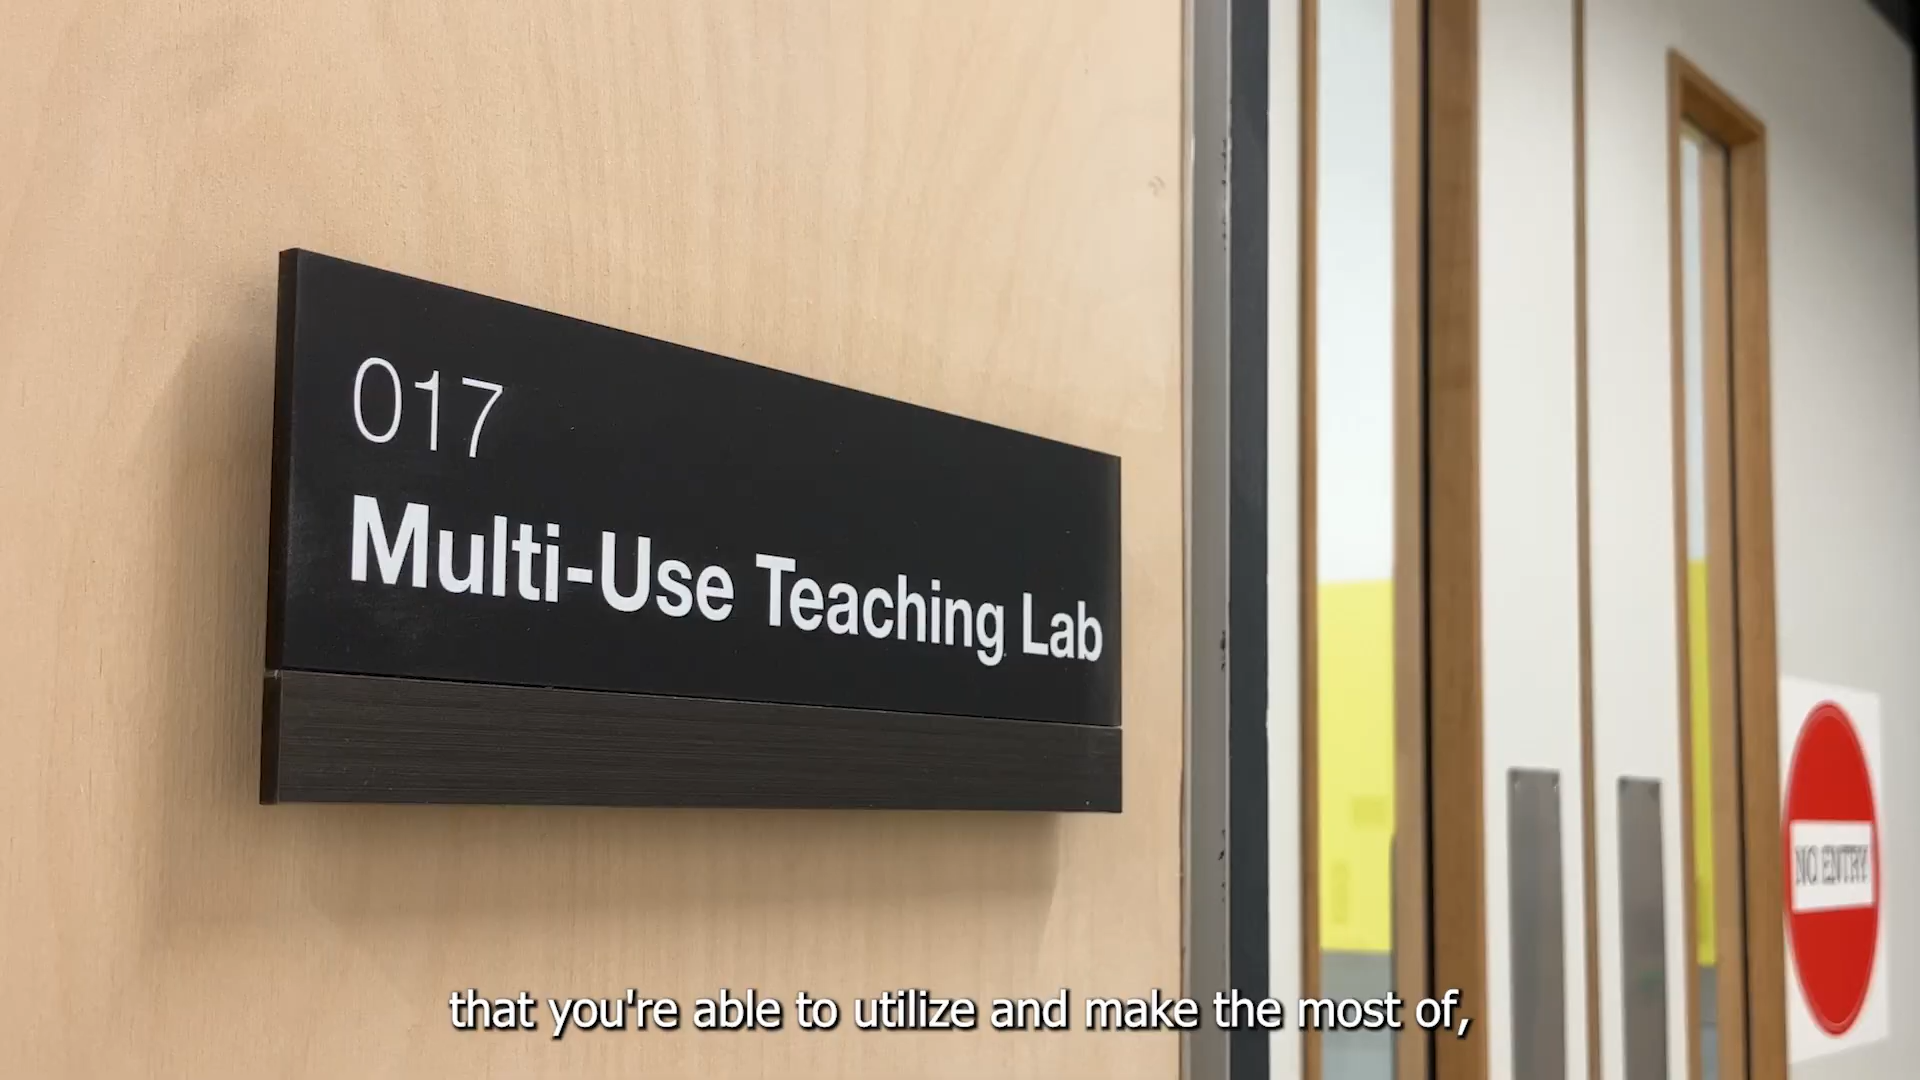 017
Multi-Use Teaching Lab
NO ENTRY
that you're able to utilize and make the most of,